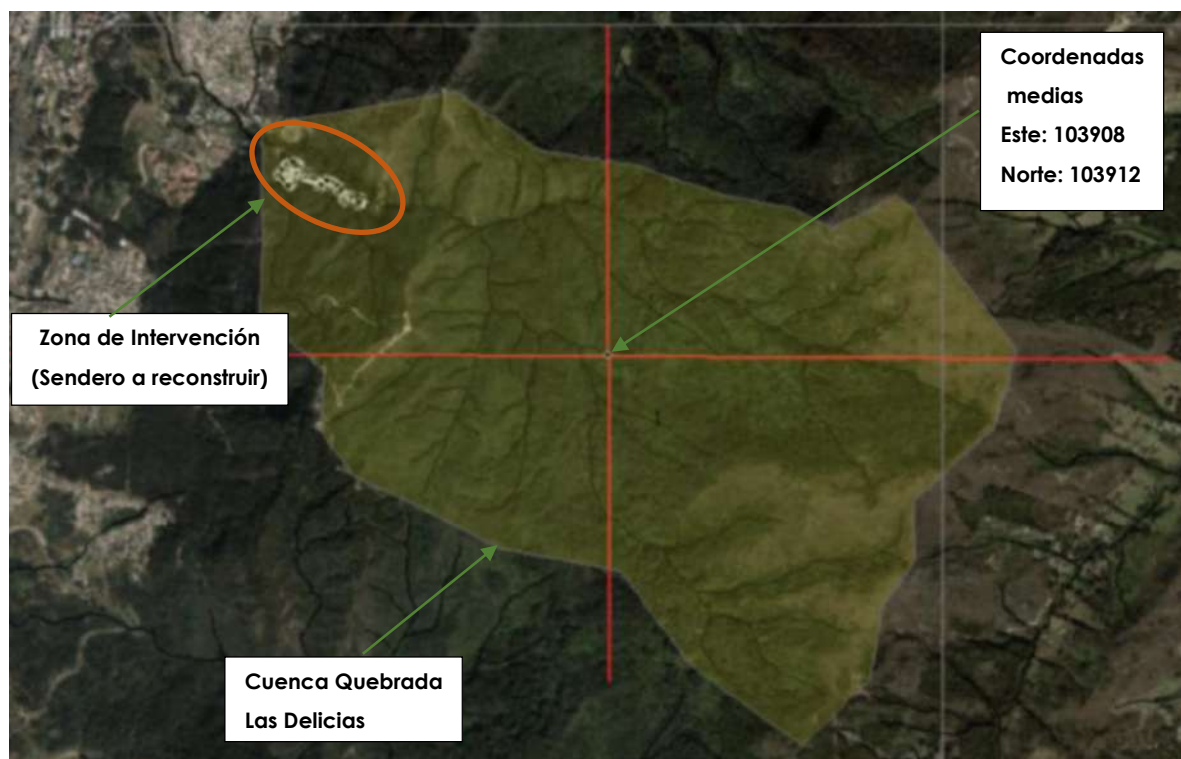 Coordenadas
medias
Este: 103908
Norte: 103912
Zona de Intervención
(Sendero a reconstruir)
Cuenca Quebrada
Las Delicias